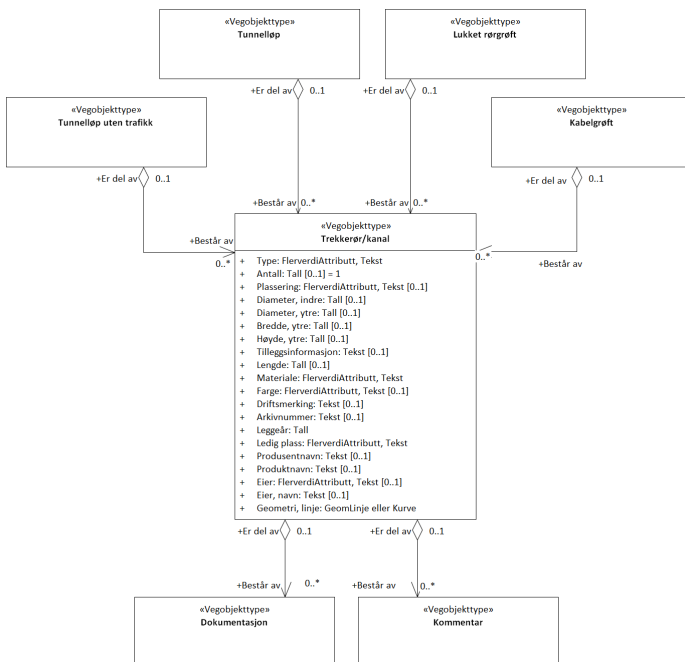 «Vegobjekttype»
Tunnelløp
«Vegobjekttype»
Lukket rørgrøft
+Er del av 0..1
+Er del av 0..1
«Vegobjekttype»
Tunnelløp uten trafikk
«Vegobjekttype»
Kabelgrøft
+Er del av 0..1
+Er del av 0..1
+Består av 0..*
+Består av 0..*
+Består av
0..*
0..*
+Består av
«Vegobjekttype»
Trekkerør/kanal
+ Type: FlerverdiAttributt, Tekst
+ Antall: Tall [0..1] = 1
+ Plassering: FlerverdiAttributt, Tekst [0..1]
+ Diameter, indre: Tall [0..1]
+ Diameter, ytre: Tall [0..1]
+ Bredde, ytre: Tall [0..1]
+ Høyde, ytre: Tall [0..1]
+ Tilleggsinformasjon: Tekst [0..1]
+ Lengde: Tall [0..1]
+ Materiale: FlerverdiAttributt, Tekst
+ Farge: FlerverdiAttributt, Tekst [0..1]
+ Driftsmerking: Tekst [0..1]
+ Arkivnummer: Tekst [0..1]
+ Leggeår: Tall
+ Ledig plass: FlerverdiAttributt, Tekst
+ Produsentnavn: Tekst [0..1]
+ Produktnavn: Tekst [0..1]
+ Eier: FlerverdiAttributt, Tekst [0..1]
+ Eier, navn: Tekst [0..1]
+ Geometri, linje: GeomLinje eller Kurve
+Er del av 0..1
+Er del av 0..1
+Består av 0..*
+Består av 0..*
«Vegobjekttype»
Dokumentasjon
«Vegobjekttype»
Kommentar